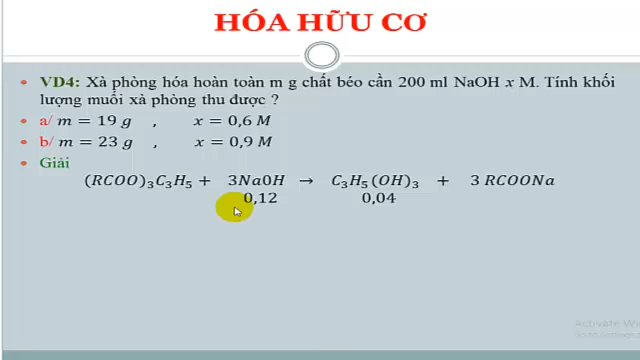 HÓA HỮU CƠ
VD4: Xà phòng hóa hoàn toàn m g chất béo cần 200 ml NaOH x M. Tính khối
lượng muối xà phòng thu được ?
a/ m = 19 g , x = 0,6 M
b/ m = 23 g , x = 0,9 M
Giải
(RCOO)₃C₃H₅ + 3NaOH → C₃H₅(OH)₃ + 3 RCOONa
0,12 0,04
Activate Wi